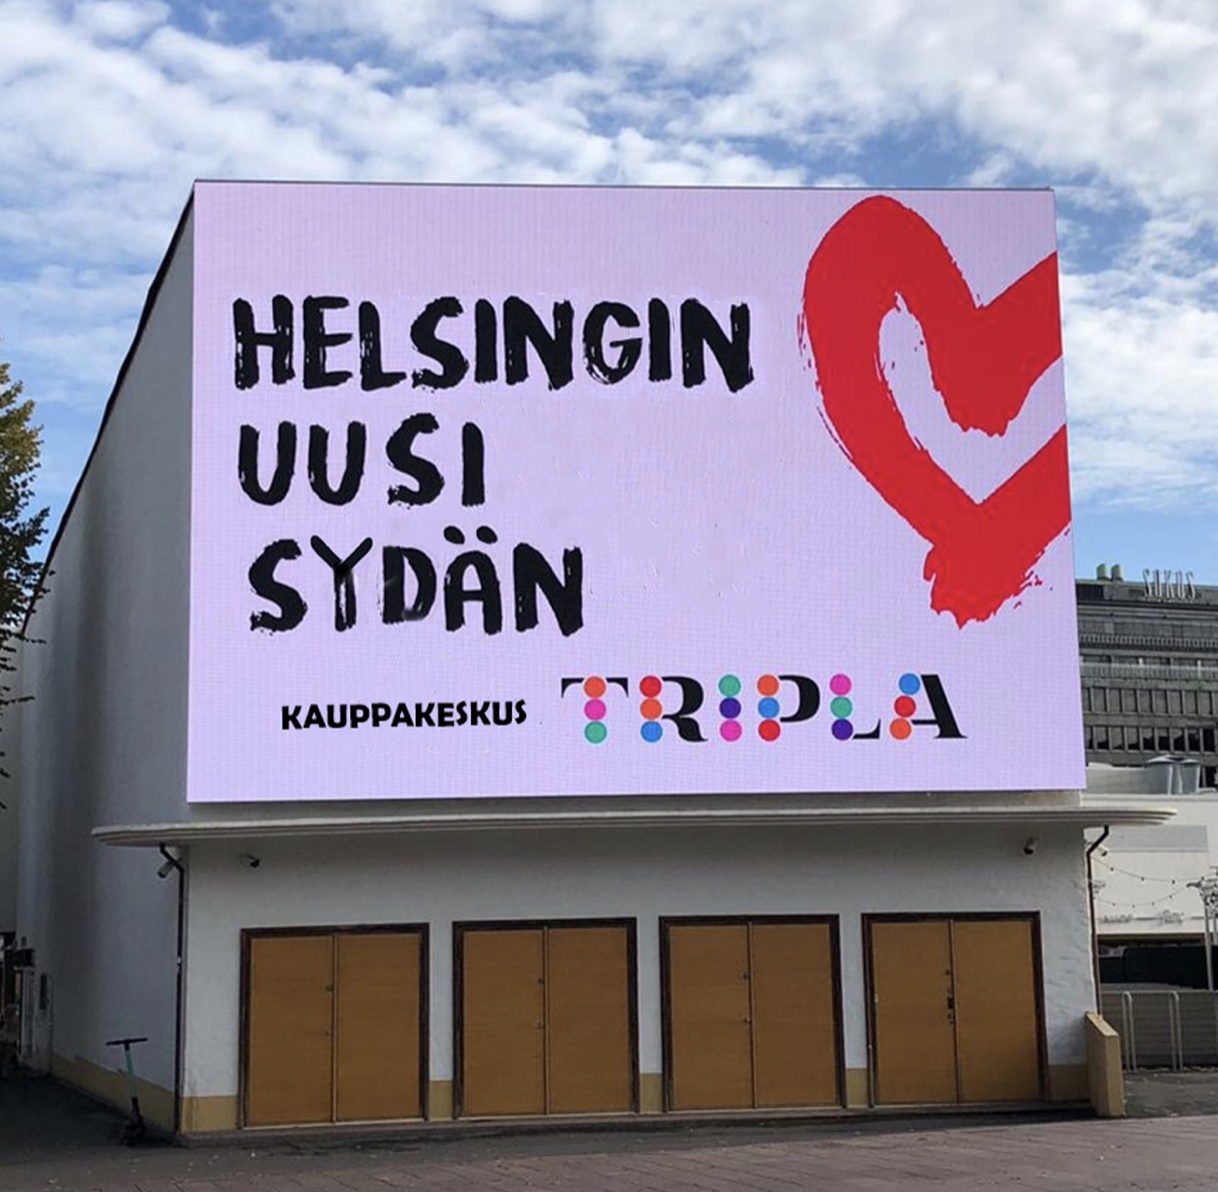 HELSINGIN
UUSI
SYDÄN
KAUPPAKESKUS TRIPLA
SOKOS